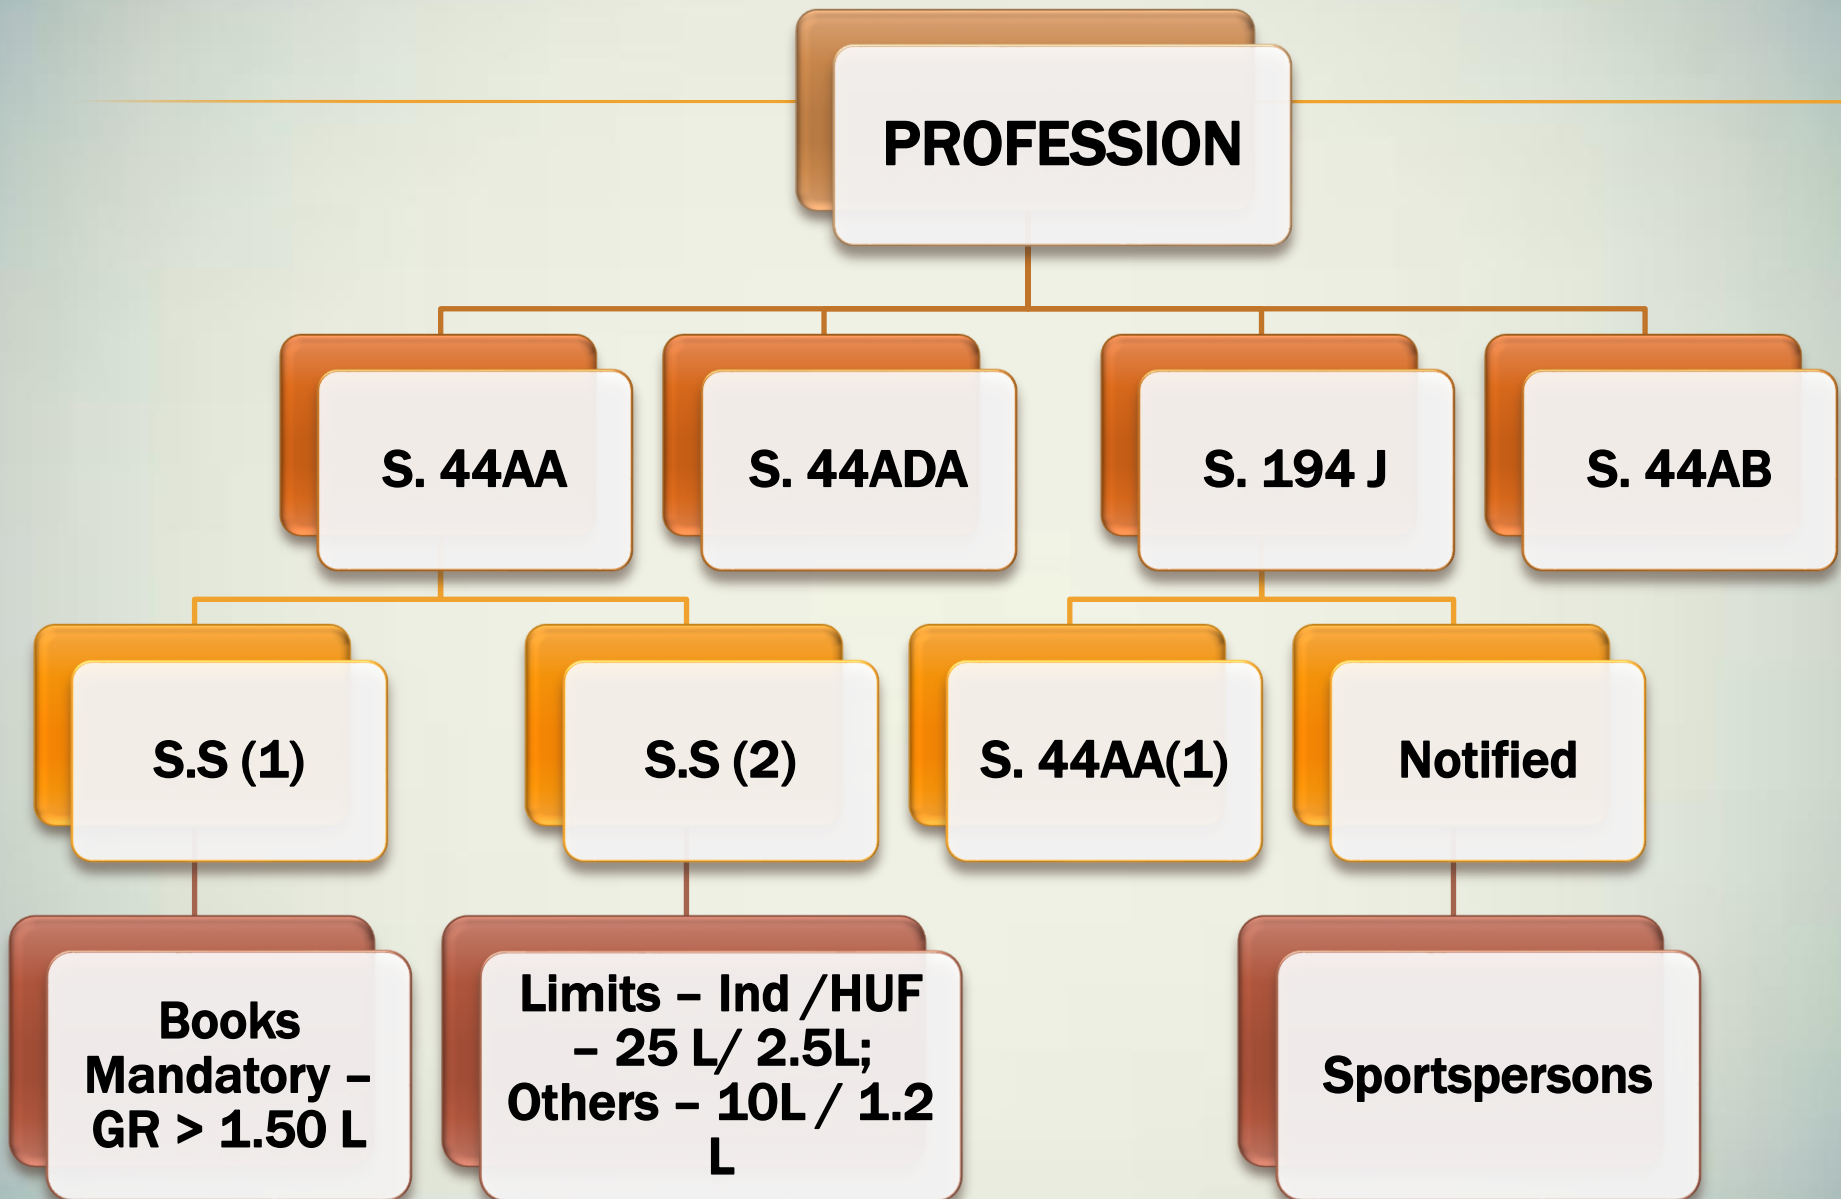 PROFESSION
S. 44AA
S. 44ADA
S. 194 J
S. 44AB
S.S (1)
S.S (2)
S. 44AA(1)
Notified
Books
Mandatory –
GR > 1.50 L
Limits – Ind /HUF
– 25 L/ 2.5L;
Others – 10L / 1.2
L
Sportspersons